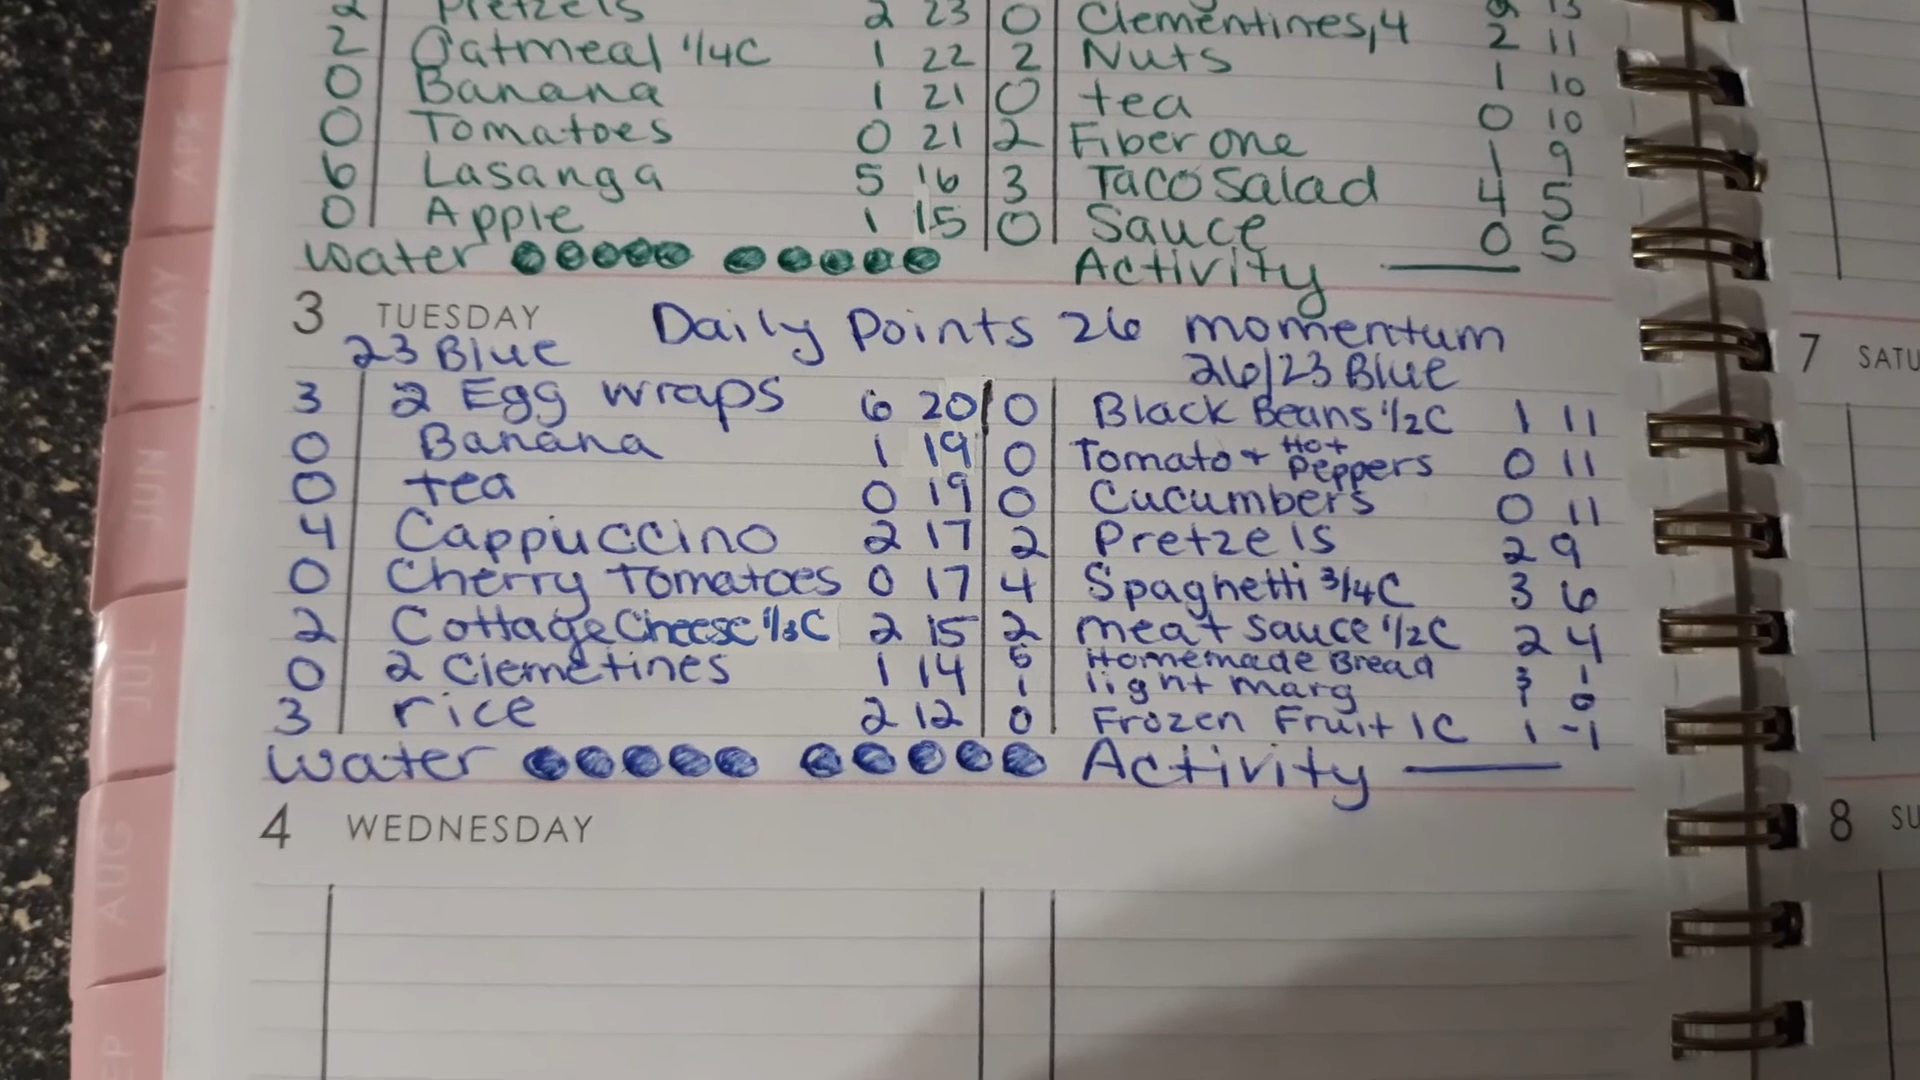 2 Pretzels 2 23 0 Clementines, 4 2 13
2 Oatmeal 1/4C 1 22 2 Nuts 2 11
0 Banana 1 21 0 tea 1 10
0 Tomatoes 0 21 2 Fiber one 0 10
6 Lasanga 5 16 3 Taco Salad 1 9
0 Apple 1 15 0 Sauce 4 5
0 5
Water Activity
3 TUESDAY Daily Points 26 momentum
23 Blue 26/23 Blue
3 2 Egg wraps 6 20 0 Black Beans 1/2C 1 11
0 Banana 1 19 0 Tomato + Hot Peppers 0 11
0 tea 0 19 0 Cucumbers 0 11
4 Cappuccino 2 17 2 Pretzels 2 9
0 Cherry Tomatoes 0 17 4 Spaghetti 3/4C 3 6
2 Cottage Cheese 1/3C 2 15 2 meat sauce 1/2C 2 4
0 2 Clemetines 1 14 5 Homemade Bread 3 1
1 light marg 1 0
3 rice 2 12 0 Frozen Fruit 1C 1 -1
Water Activity
4 WEDNESDAY
7 SATU
8 SU
APR
MAY
JUN
JUL
AUG
EP